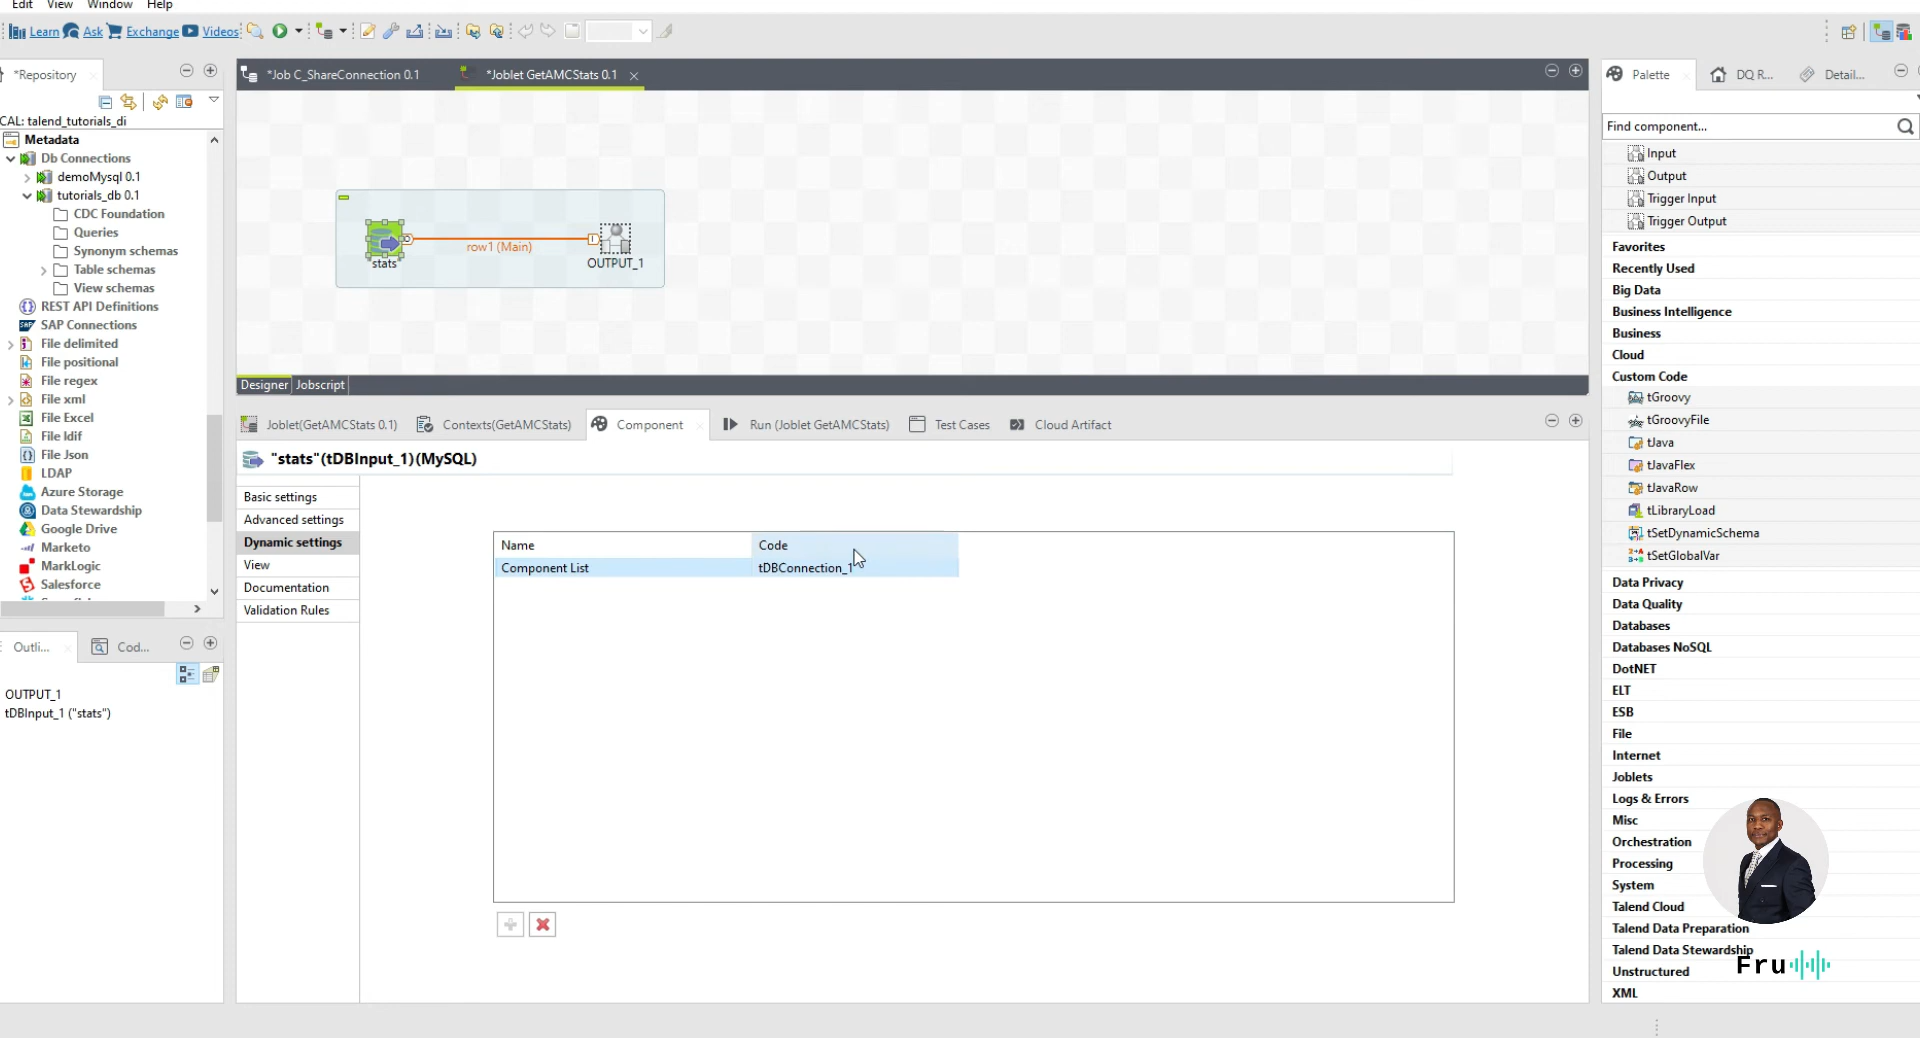 Edit View Window Help
Learn Ask Exchange Videos
*Repository
CAL: talend_tutorials_di
Metadata
Db Connections
demoMysql 0.1
tutorials_db 0.1
CDC Foundation
Queries
Synonym schemas
Table schemas
View schemas
REST API Definitions
SAP Connections
File delimited
File positional
File regex
File xml
File Excel
File ldif
File Json
LDAP
Azure Storage
Data Stewardship
Google Drive
Marketo
MarkLogic
Salesforce
Outli... Cod...
OUTPUT_1
tDBInput_1 ("stats")
*Job C_ShareConnection 0.1 *Joblet GetAMCStats 0.1
stats
row1 (Main)
OUTPUT_1
Designer Jobscript
Joblet(GetAMCStats 0.1) Contexts(GetAMCStats) Component Run (Joblet GetAMCStats) Test Cases Cloud Artifact
"stats"(tDBInput_1)(MySQL)
Basic settings
Advanced settings
Dynamic settings
View
Documentation
Validation Rules
Name Code
Component List tDBConnection_1
Palette DQ R... Detail...
Find component...
Input
Output
Trigger Input
Trigger Output
Favorites
Recently Used
Big Data
Business Intelligence
Business
Cloud
Custom Code
tGroovy
tGroovyFile
tJava
tJavaFlex
tJavaRow
tLibraryLoad
tSetDynamicSchema
tSetGlobalVar
Data Privacy
Data Quality
Databases
Databases NoSQL
DotNET
ELT
ESB
File
Internet
Joblets
Logs & Errors
Misc
Orchestration
Processing
System
Talend Cloud
Talend Data Preparation
Talend Data Stewardship
Unstructured
XML
Fru